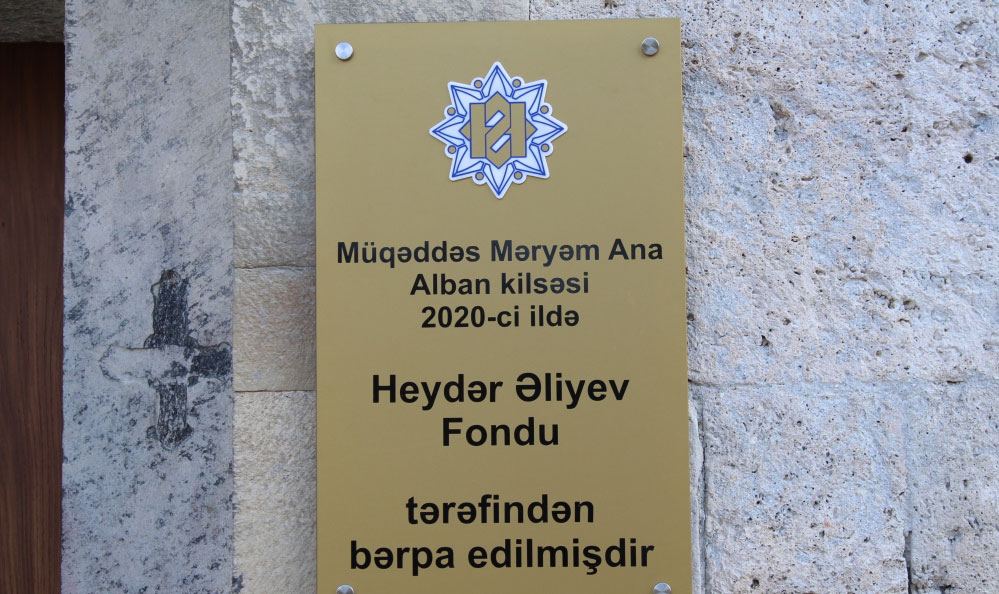 Müqəddəs Məryəm Ana
Alban kilsəsi
2020-ci ildə
Heydər Əliyev
Fondu
tərəfindən
bərpa edilmişdir